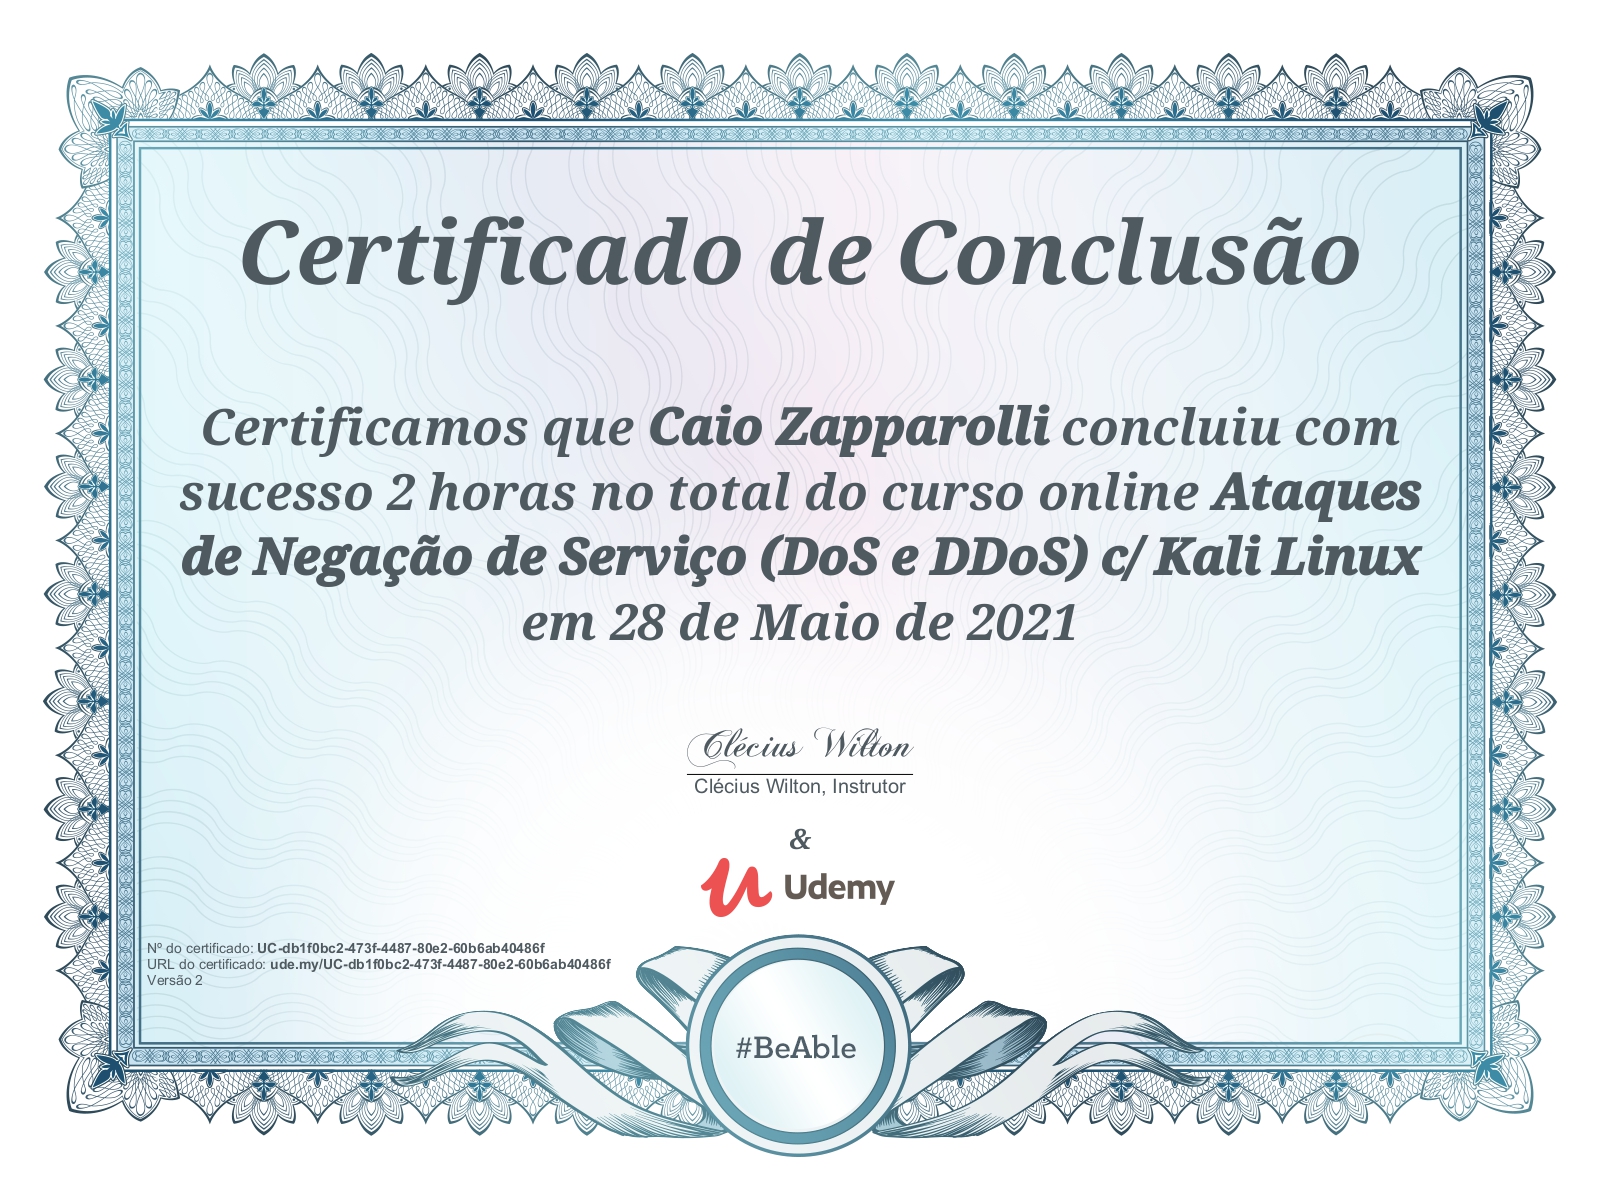 Certificado de Conclusão
Certificamos que Caio Zapparolli concluiu com
sucesso 2 horas no total do curso online Ataques
de Negação de Serviço (DoS e DDoS) c/ Kali Linux
em 28 de Maio de 2021
Clécius Wilton
Clécius Wilton, Instrutor
&
Udemy
Nº do certificado: UC-db1f0bc2-473f-4487-80e2-60b6ab40486f
URL do certificado: ude.my/UC-db1f0bc2-473f-4487-80e2-60b6ab40486f
Versão 2
#BeAble